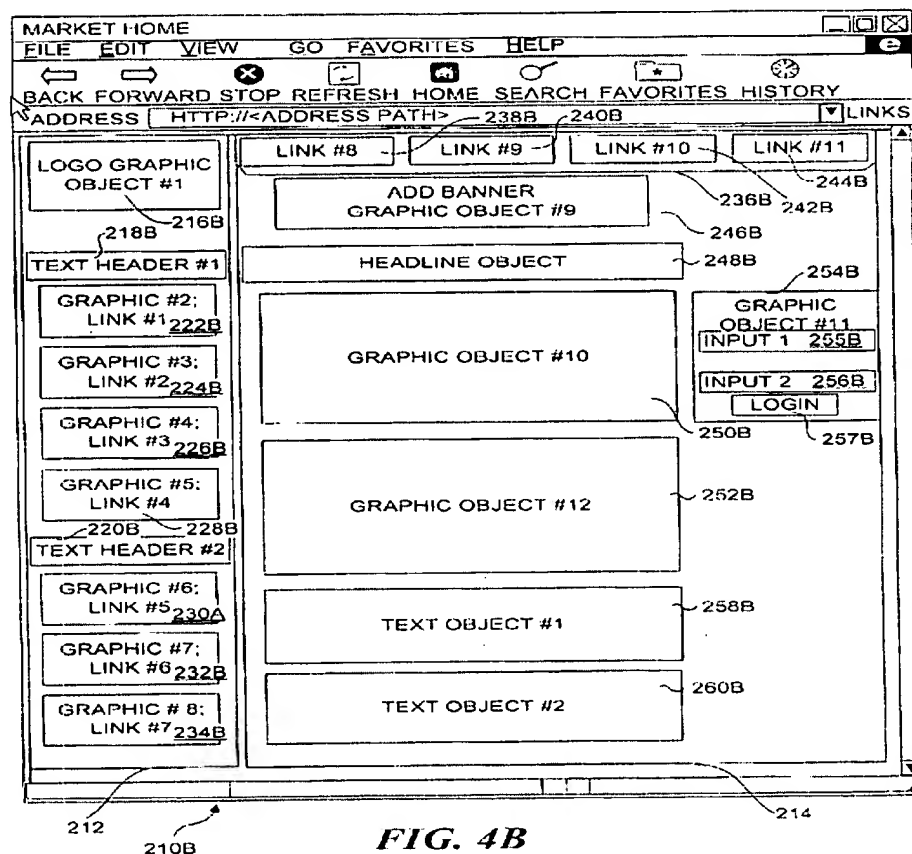 MARKET HOME
FILE EDIT VIEW GO FAVORITES HELP
e
BACK FORWARD STOP REFRESH HOME SEARCH FAVORITES HISTORY
ADDRESS HTTP://<ADDRESS PATH> LINKS
238B 240B
LINK #8 LINK #9 LINK #10 LINK #11
244B
236B 242B
LOGO GRAPHIC
OBJECT #1
216B
218B
TEXT HEADER #1
GRAPHIC #2;
LINK #1 222B
GRAPHIC #3;
LINK #2 224B
GRAPHIC #4;
LINK #3 226B
GRAPHIC #5;
LINK #4
220B 228B
TEXT HEADER #2
GRAPHIC #6;
LINK #5 230A
GRAPHIC #7;
LINK #6 232B
GRAPHIC # 8;
LINK #7 234B
ADD BANNER
GRAPHIC OBJECT #9
246B
HEADLINE OBJECT
248B
254B
GRAPHIC
OBJECT #11
INPUT 1 255B
INPUT 2 256B
LOGIN
257B
GRAPHIC OBJECT #10
250B
GRAPHIC OBJECT #12
252B
TEXT OBJECT #1
258B
TEXT OBJECT #2
260B
212
210B
214
FIG. 4B